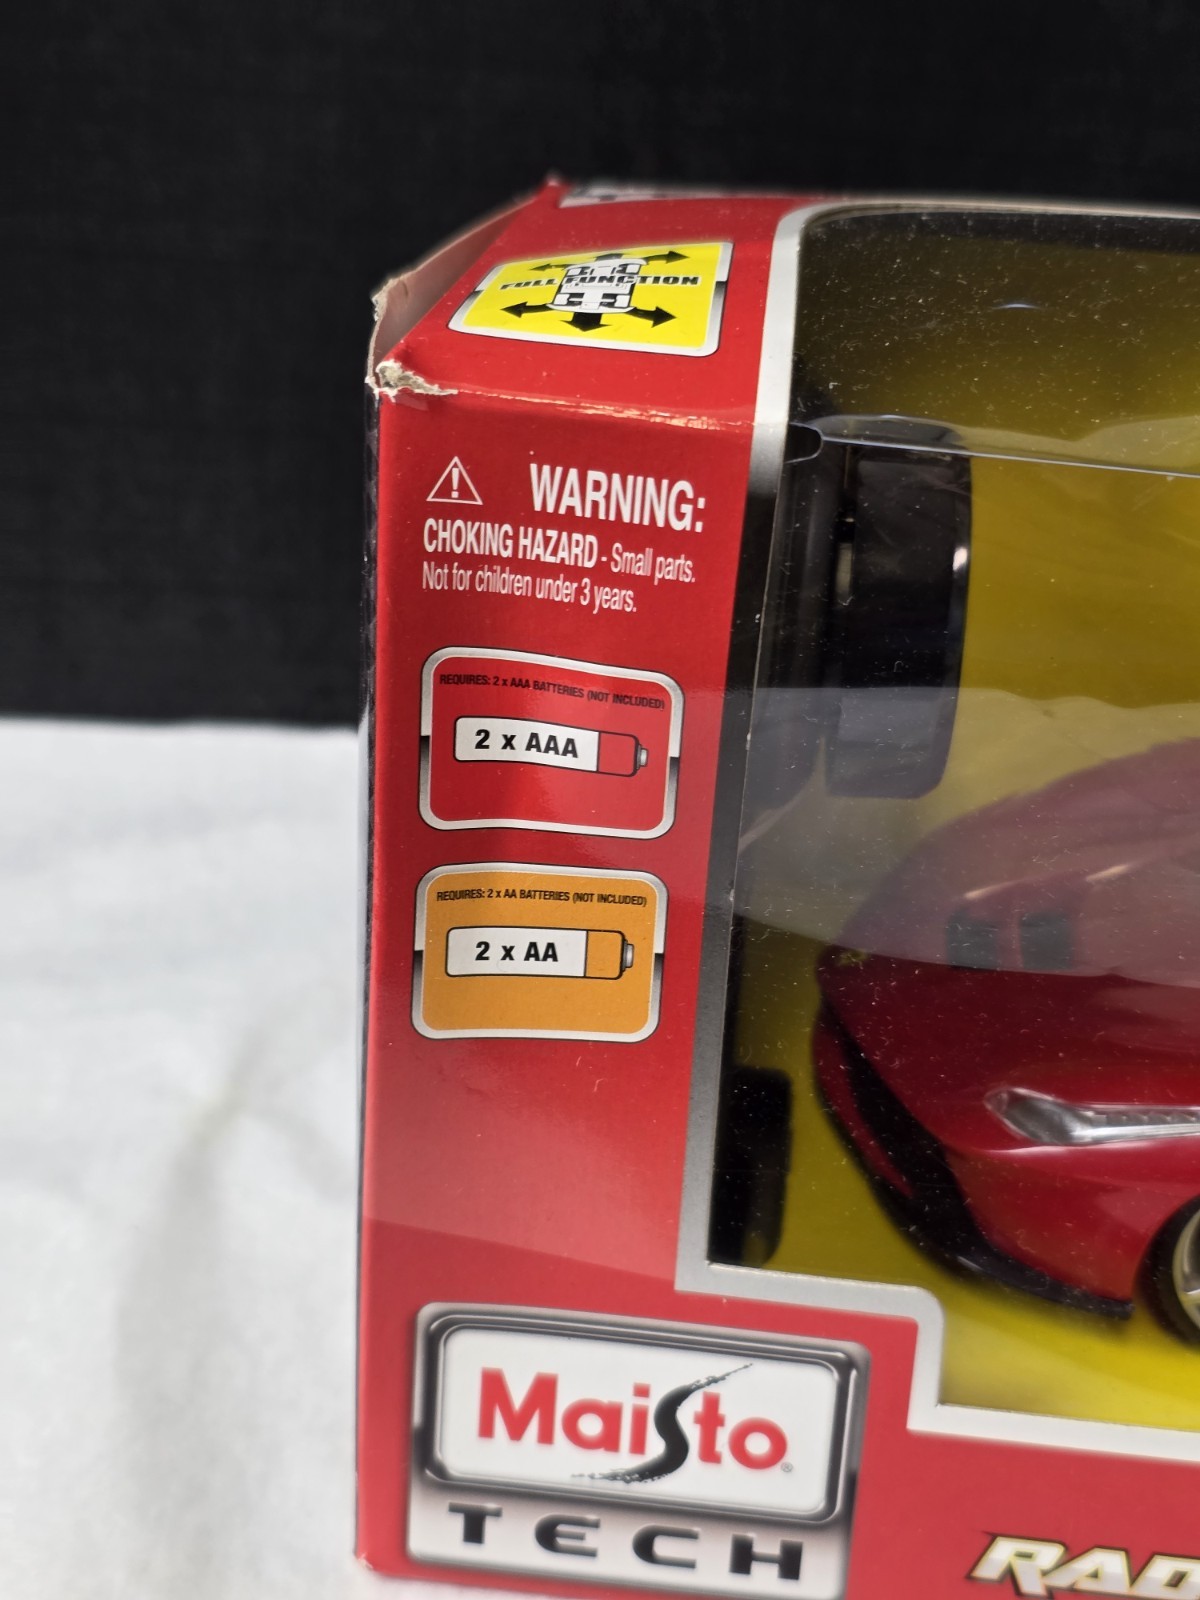 FULL FUNCTION
WARNING:
CHOKING HAZARD - Small parts.
Not for children under 3 years.
REQUIRES: 2 x AAA BATTERIES (NOT INCLUDED)
2 x AAA
REQUIRES: 2 x AA BATTERIES (NOT INCLUDED)
2 x AA
Maisto®
TECH